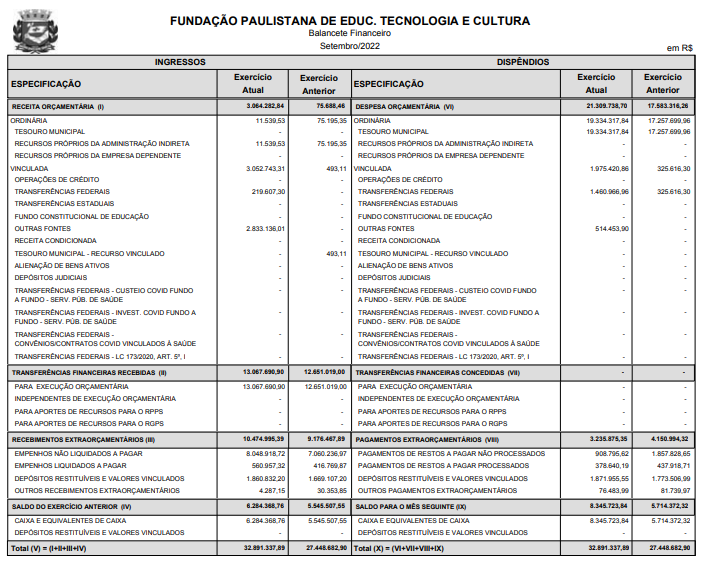 FUNDAÇÃO PAULISTANA DE EDUC. TECNOLOGIA E CULTURA
Balancete Financeiro
Setembro/2022
em R$
INGRESSOS DISPÊNDIOS
ESPECIFICAÇÃO Exercício Atual Exercício Anterior ESPECIFICAÇÃO Exercício Atual Exercício Anterior
RECEITA ORÇAMENTÁRIA (I) 3.064.282,84 75.688,46 DESPESA ORÇAMENTÁRIA (VI) 21.309.738,70 17.583.316,26
ORDINÁRIA 11.539,53 75.195,35 ORDINÁRIA 19.334.317,84 17.257.699,96
TESOURO MUNICIPAL - - TESOURO MUNICIPAL 19.334.317,84 17.257.699,96
RECURSOS PRÓPRIOS DA ADMINISTRAÇÃO INDIRETA 11.539,53 75.195,35 RECURSOS PRÓPRIOS DA ADMINISTRAÇÃO INDIRETA - -
RECURSOS PRÓPRIOS DA EMPRESA DEPENDENTE - - RECURSOS PRÓPRIOS DA EMPRESA DEPENDENTE - -
VINCULADA 3.052.743,31 493,11 VINCULADA 1.975.420,86 325.616,30
OPERAÇÕES DE CRÉDITO - - OPERAÇÕES DE CRÉDITO - -
TRANSFERÊNCIAS FEDERAIS 219.607,30 - TRANSFERÊNCIAS FEDERAIS 1.460.966,96 325.616,30
TRANSFERÊNCIAS ESTADUAIS - - TRANSFERÊNCIAS ESTADUAIS - -
FUNDO CONSTITUCIONAL DE EDUCAÇÃO - - FUNDO CONSTITUCIONAL DE EDUCAÇÃO - -
OUTRAS FONTES 2.833.136,01 - OUTRAS FONTES 514.453,90 -
RECEITA CONDICIONADA - - RECEITA CONDICIONADA - -
TESOURO MUNICIPAL - RECURSO VINCULADO - 493,11 TESOURO MUNICIPAL - RECURSO VINCULADO - -
ALIENAÇÃO DE BENS ATIVOS - - ALIENAÇÃO DE BENS ATIVOS - -
DEPÓSITOS JUDICIAIS - - DEPÓSITOS JUDICIAIS - -
TRANSFERÊNCIAS FEDERAIS - CUSTEIO COVID FUNDO A FUNDO - SERV. PÚB. DE SAÚDE - - TRANSFERÊNCIAS FEDERAIS - CUSTEIO COVID FUNDO A FUNDO - SERV. PÚB. DE SAÚDE - -
TRANSFERÊNCIAS FEDERAIS - INVEST. COVID FUNDO A FUNDO - SERV. PÚB. DE SAÚDE - - TRANSFERÊNCIAS FEDERAIS - INVEST. COVID FUNDO A FUNDO - SERV. PÚB. DE SAÚDE - -
TRANSFERÊNCIAS FEDERAIS - CONVÊNIOS/CONTRATOS COVID VINCULADOS À SAÚDE - - TRANSFERÊNCIAS FEDERAIS - CONVÊNIOS/CONTRATOS COVID VINCULADOS À SAÚDE - -
TRANSFERÊNCIAS FEDERAIS - LC 173/2020, ART. 5º, I - - TRANSFERÊNCIAS FEDERAIS - LC 173/2020, ART. 5º, I - -
TRANSFERÊNCIAS FINANCEIRAS RECEBIDAS (II) 13.067.690,90 12.651.019,00 TRANSFERÊNCIAS FINANCEIRAS CONCEDIDAS (VII) - -
PARA EXECUÇÃO ORÇAMENTÁRIA 13.067.690,90 12.651.019,00 PARA EXECUÇÃO ORÇAMENTÁRIA - -
INDEPENDENTES DE EXECUÇÃO ORÇAMENTÁRIA - - INDEPENDENTES DE EXECUÇÃO ORÇAMENTÁRIA - -
PARA APORTES DE RECURSOS PARA O RPPS - - PARA APORTES DE RECURSOS PARA O RPPS - -
PARA APORTES DE RECURSOS PARA O RGPS - - PARA APORTES DE RECURSOS PARA O RGPS - -
RECEBIMENTOS EXTRAORÇAMENTÁRIOS (III) 10.474.995,39 9.176.467,89 PAGAMENTOS EXTRAORÇAMENTÁRIOS (VIII) 3.235.875,35 4.150.994,32
EMPENHOS NÃO LIQUIDADOS A PAGAR 8.048.918,72 7.060.236,97 PAGAMENTOS DE RESTOS A PAGAR NÃO PROCESSADOS 908.795,62 1.857.828,65
EMPENHOS LIQUIDADOS A PAGAR 560.957,32 416.769,87 PAGAMENTOS DE RESTOS A PAGAR PROCESSADOS 378.640,19 437.918,71
DEPÓSITOS RESTITUÍVEIS E VALORES VINCULADOS 1.860.832,20 1.669.107,20 DEPÓSITOS RESTITUÍVEIS E VALORES VINCULADOS 1.871.955,55 1.773.506,99
OUTROS RECEBIMENTOS EXTRAORÇAMENTÁRIOS 4.287,15 30.353,85 OUTROS PAGAMENTOS EXTRAORÇAMENTÁRIOS 76.483,99 81.739,97
SALDO DO EXERCÍCIO ANTERIOR (IV) 6.284.368,76 5.545.507,55 SALDO PARA O MÊS SEGUINTE (IX) 8.345.723,84 5.714.372,32
CAIXA E EQUIVALENTES DE CAIXA 6.284.368,76 5.545.507,55 CAIXA E EQUIVALENTES DE CAIXA 8.345.723,84 5.714.372,32
DEPÓSITOS RESTITUÍVEIS E VALORES VINCULADOS - - DEPÓSITOS RESTITUÍVEIS E VALORES VINCULADOS - -
Total (V) = (I+II+III+IV) 32.891.337,89 27.448.682,90 Total (X) = (VI+VII+VIII+IX) 32.891.337,89 27.448.682,90